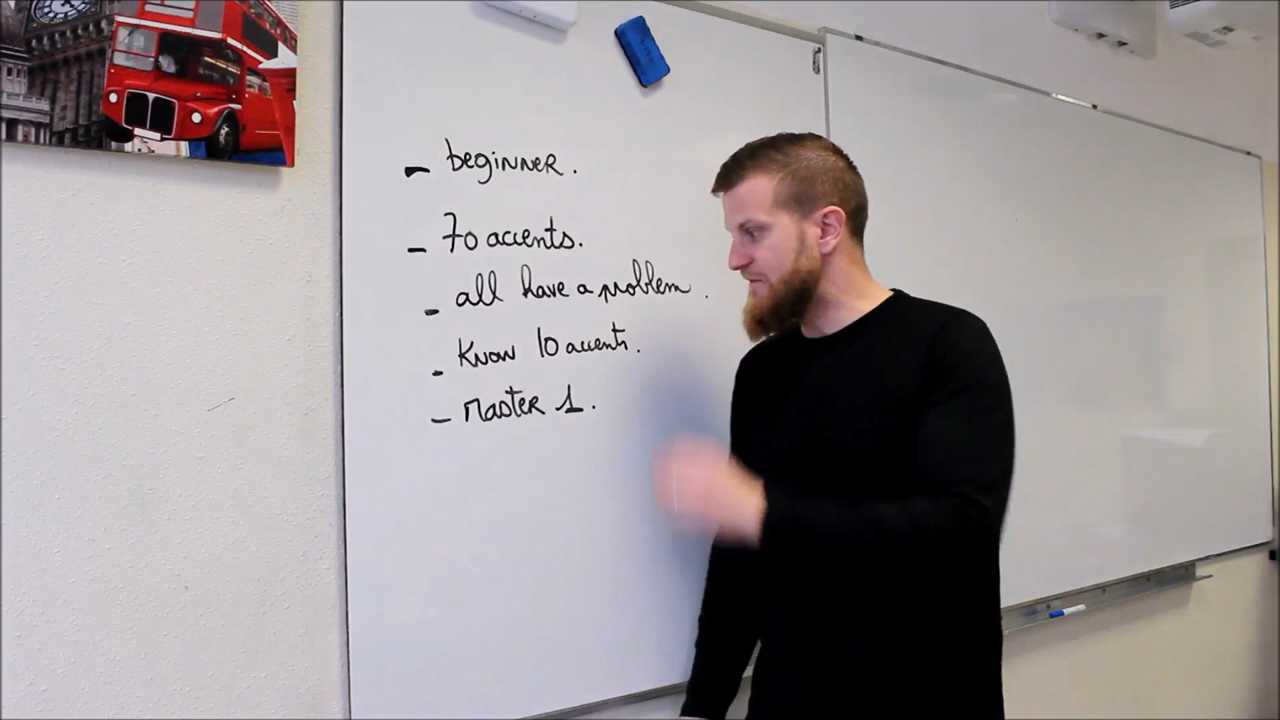 - beginner.
- 70 accents.
- all have a problem.
- Know 10 accents.
- Master 1.